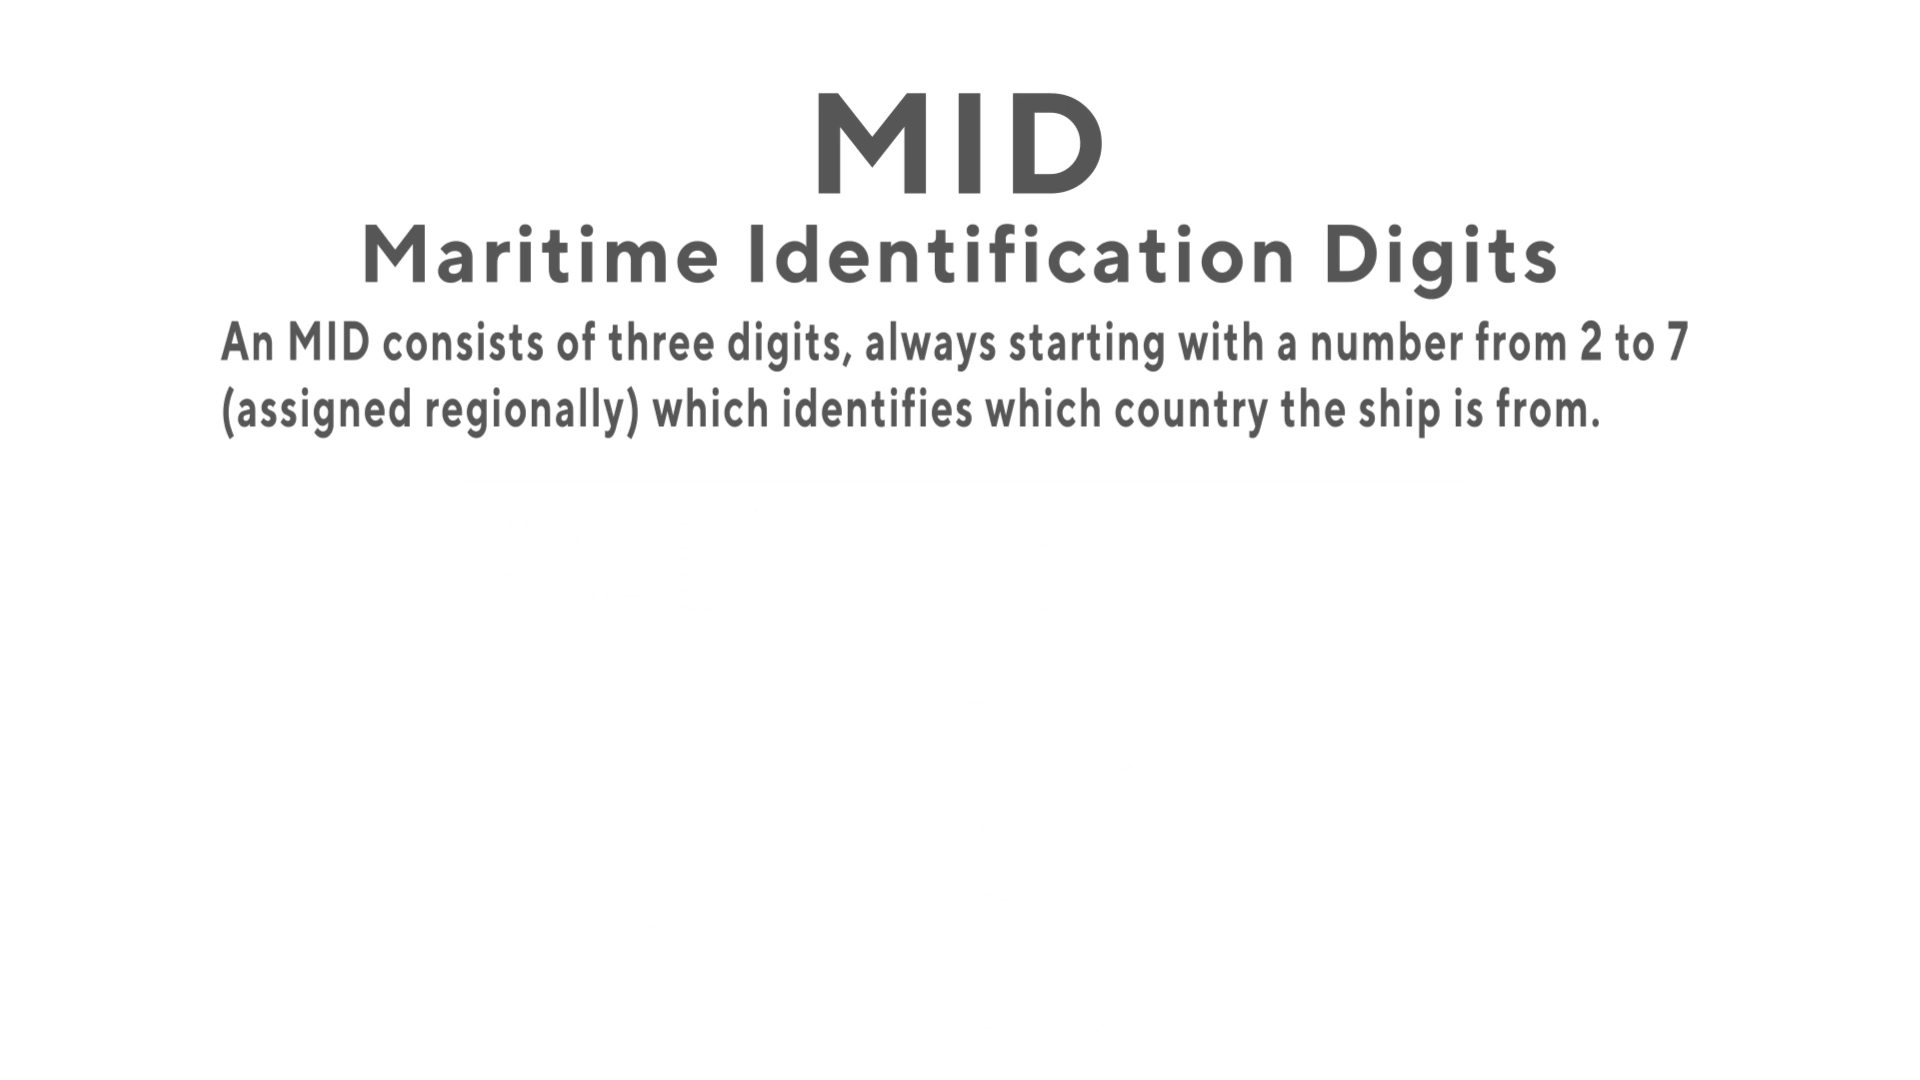 MID
Maritime Identification Digits
An MID consists of three digits, always starting with a number from 2 to 7
(assigned regionally) which identifies which country the ship is from.